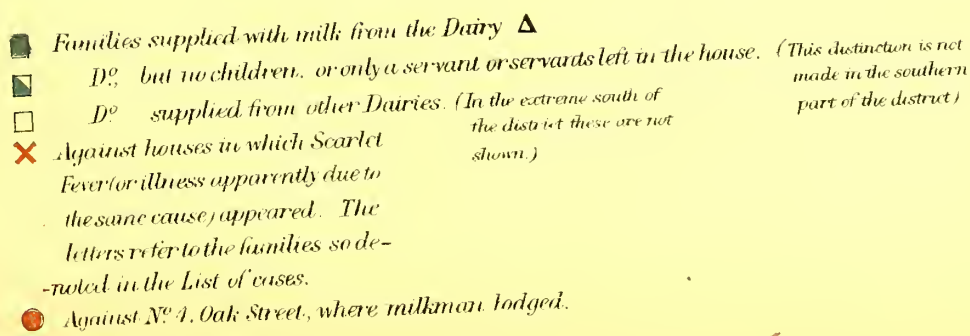 Families supplied with milk from the Dairy Δ
Dº, but no children, or only a servant or servants left in the house. (This distinction is not
made in the southern
part of the district)
Dº supplied from other Dairies. (In the extreme south of
the district these are not
shown.)
Against houses in which Scarlet
Fever (or illness apparently due to
the same cause) appeared. The
letters refer to the families so de-
-noted in the List of cases.
Against Nº 4, Oak Street, where milkman lodged.